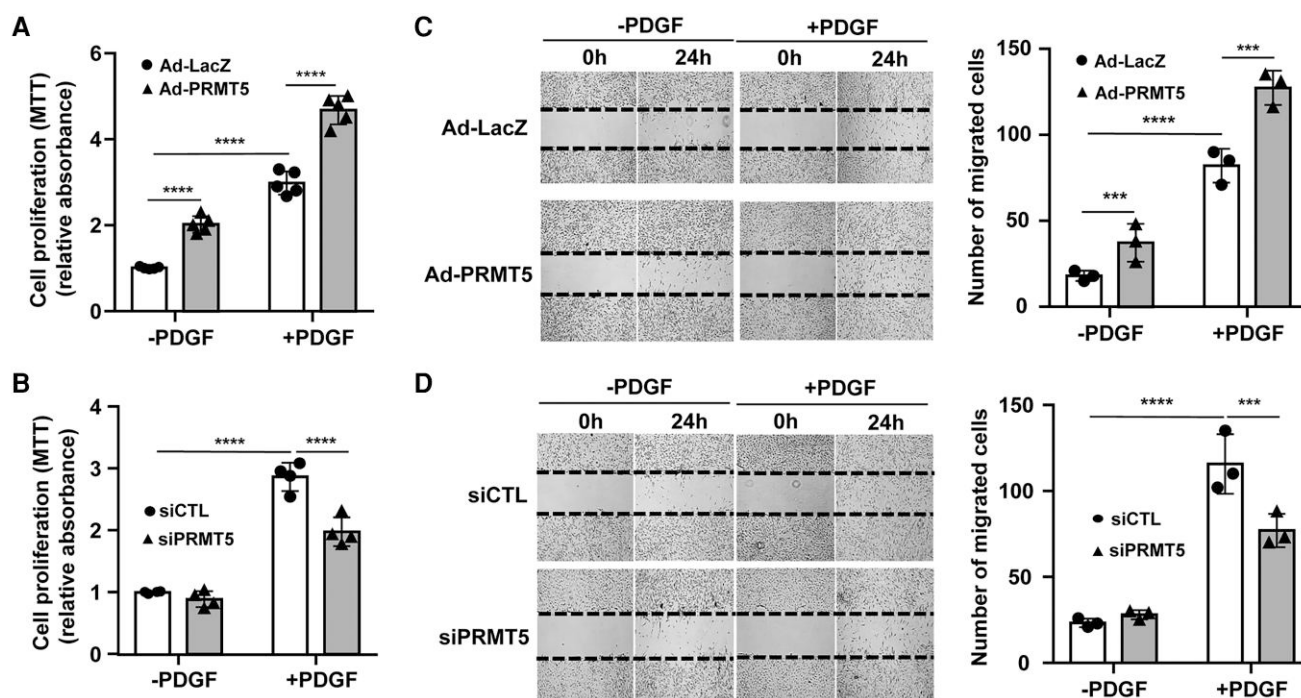 A
Cell proliferation (MTT)
(relative absorbance)
6
4
2
0
Ad-LacZ
Ad-PRMT5
****
****
****
-PDGF
+PDGF
B
Cell proliferation (MTT)
(relative absorbance)
4
3
2
1
0
siCTL
siPRMT5
****
****
-PDGF
+PDGF
C
-PDGF
+PDGF
0h
24h
0h
24h
Ad-LacZ
Ad-PRMT5
Number of migrated cells
150
100
50
0
Ad-LacZ
Ad-PRMT5
***
****
***
-PDGF
+PDGF
D
-PDGF
+PDGF
0h
24h
0h
24h
siCTL
siPRMT5
Number of migrated cells
150
100
50
0
siCTL
siPRMT5
****
***
-PDGF
+PDGF